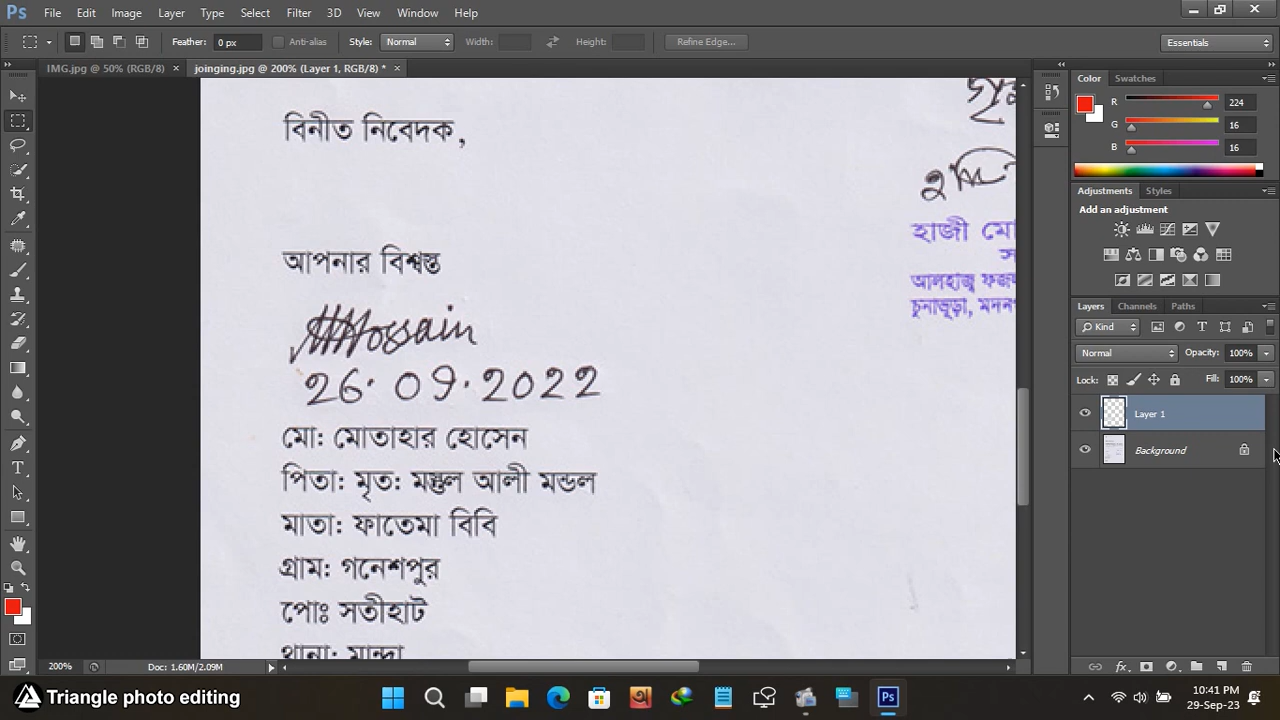 Ps File Edit Image Layer Type Select Filter 3D View Window Help
Feather: 0 px Anti-alias Style: Normal Width: Height: Refine Edge... Essentials
IMG.jpg @ 50% (RGB/8) × joinging.jpg @ 200% (Layer 1, RGB/8) * ×
Color Swatches
R 224
G 16
B 16
Adjustments Styles
Add an adjustment
Layers Channels Paths
Kind
Normal Opacity: 100%
Lock: Fill: 100%
Layer 1
Background
বিনীত নিবেদক,
আপনার বিশ্বস্ত
Hossain
26.09.2022
মো: মোতাহার হোসেন
পিতা: মৃত: মঙ্গুল আলী মন্ডল
মাতা: ফাতেমা বিবি
গ্রাম: গনেশপুর
পোঃ সতীহাট
থানা: মান্দা
হাজী মো
আলহাজ্ব ফজ
চুনাভূড়া, মদন
200% Doc: 1.60M/2.09M
Triangle photo editing
অ
Ps
10:41 PM
29-Sep-23